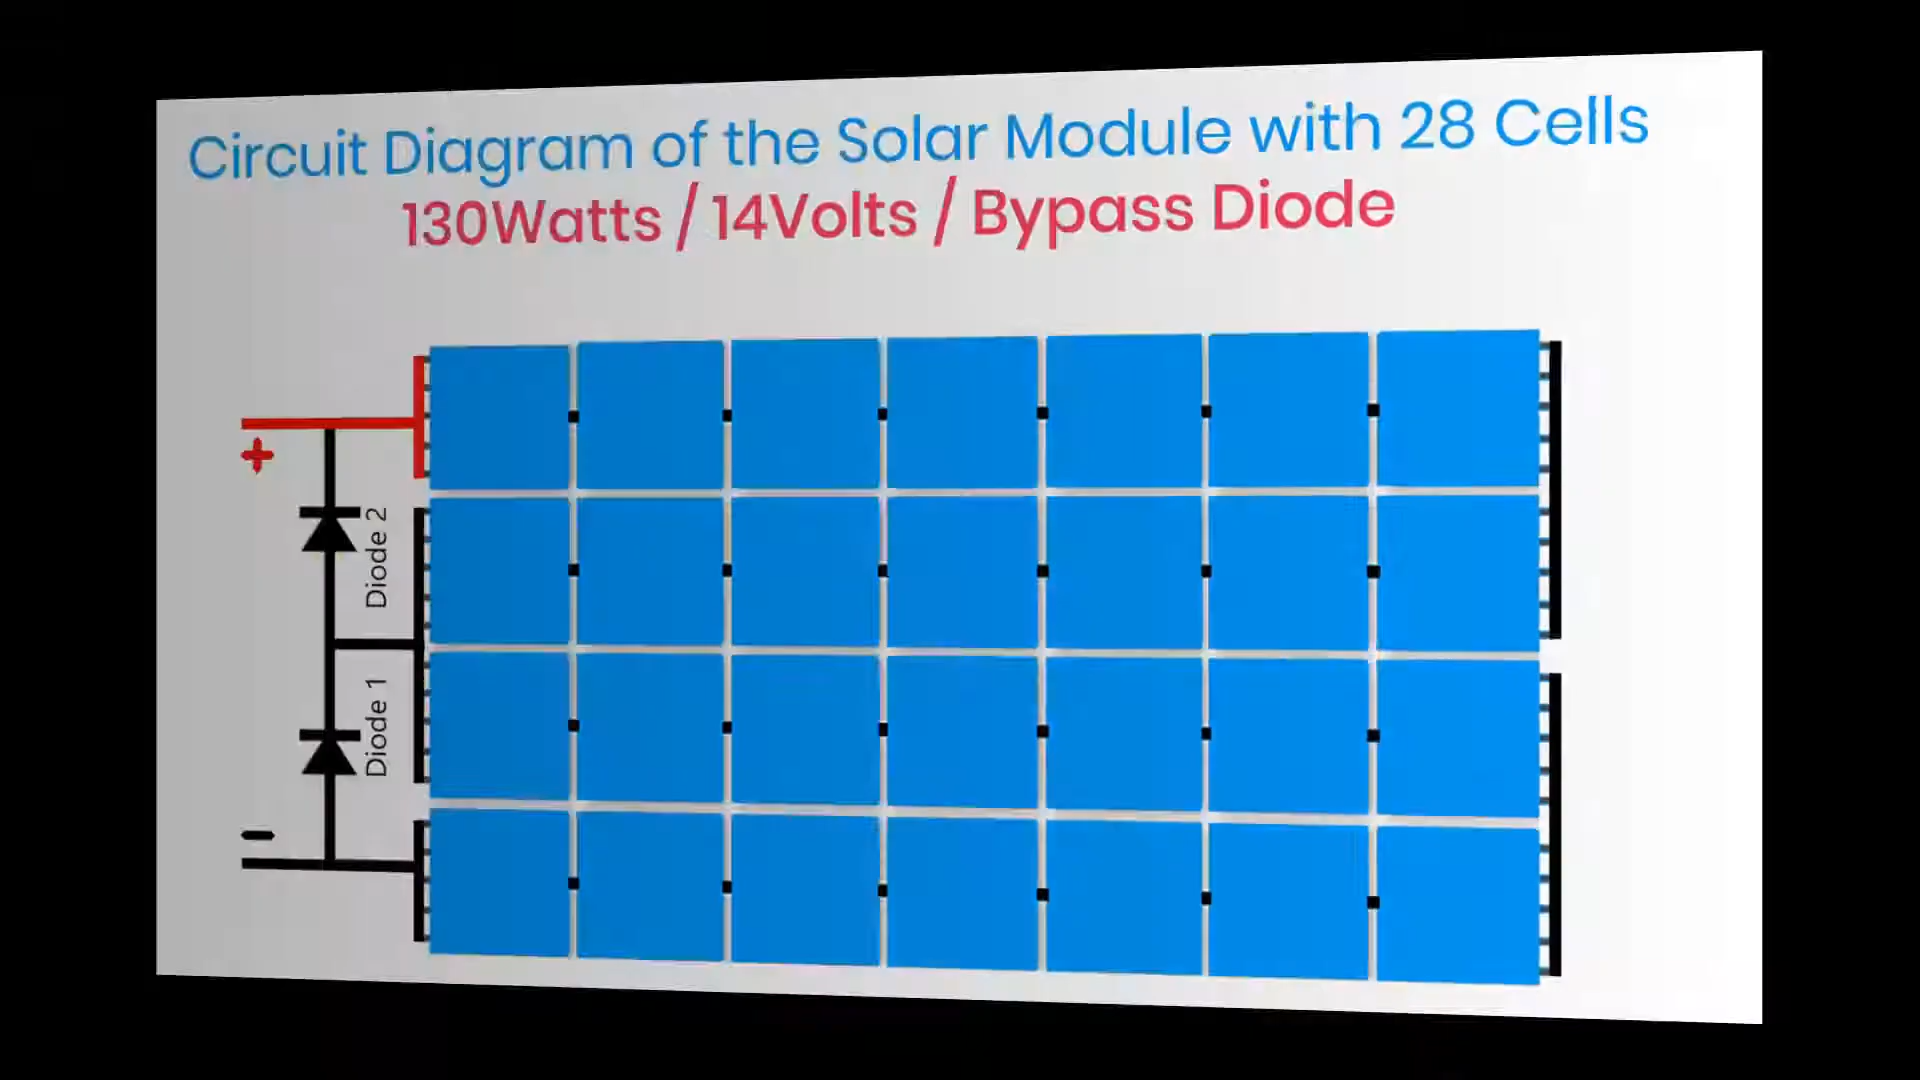 Circuit Diagram of the Solar Module with 28 Cells
130Watts / 14Volts / Bypass Diode
+
Diode 2
Diode 1
-